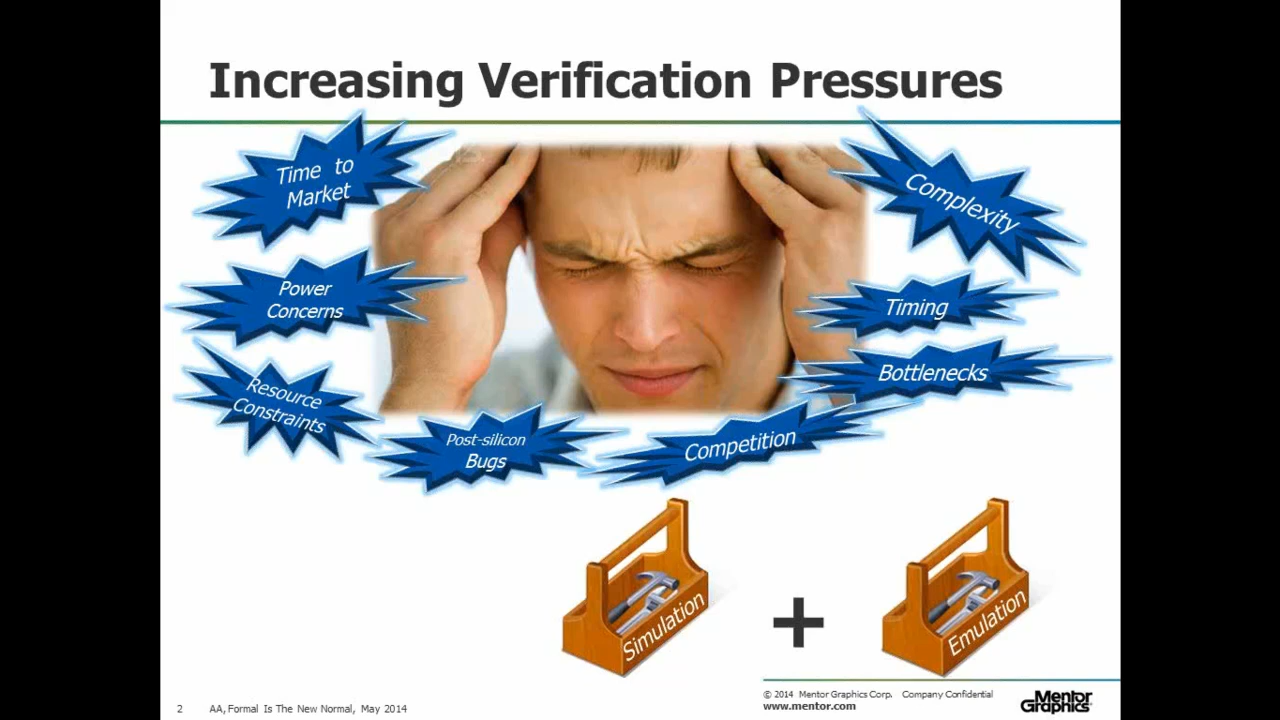 Increasing Verification Pressures
Time to
Market
Complexity
Power
Concerns
Timing
Resource
Constraints
Bottlenecks
Post-silicon
Bugs
Competition
Simulation
+
Emulation
© 2014 Mentor Graphics Corp. Company Confidential
www.mentor.com
Mentor
Graphics
2 AA, Formal Is The New Normal, May 2014